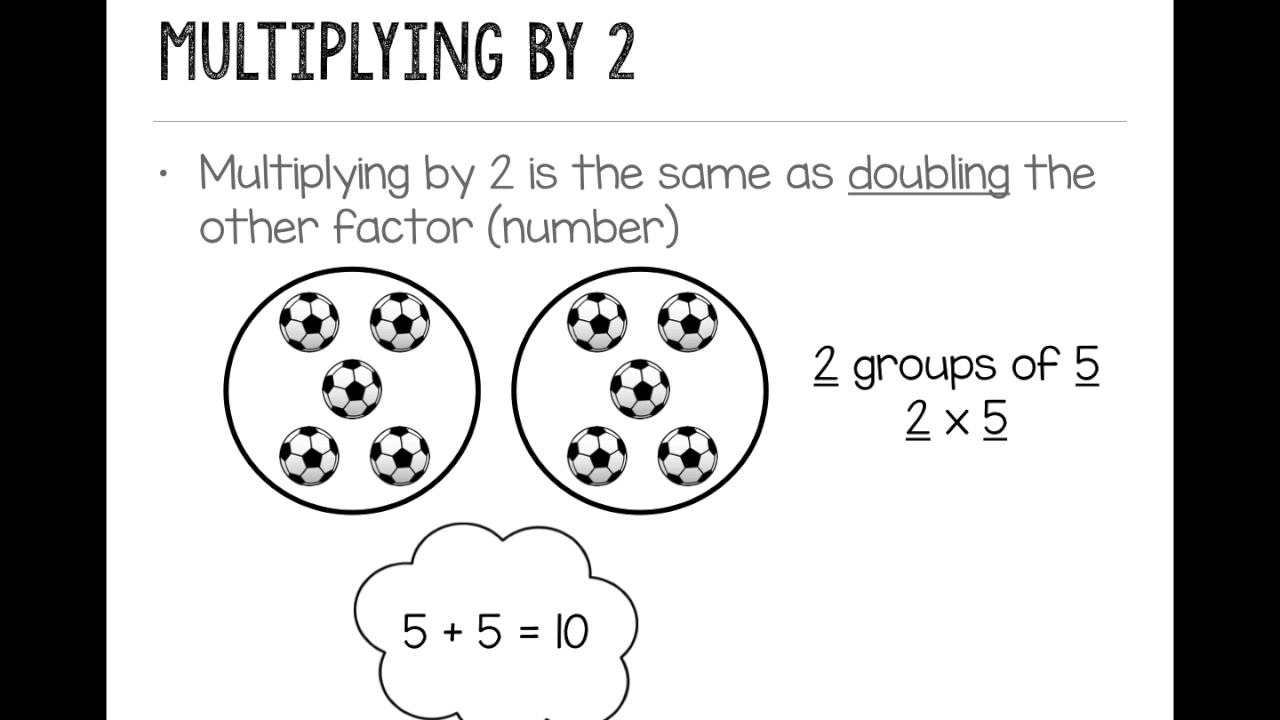 MULTIPLYING BY 2
• Multiplying by 2 is the same as doubling the
other factor (number)
2 groups of 5
2 x 5
5 + 5 = 10